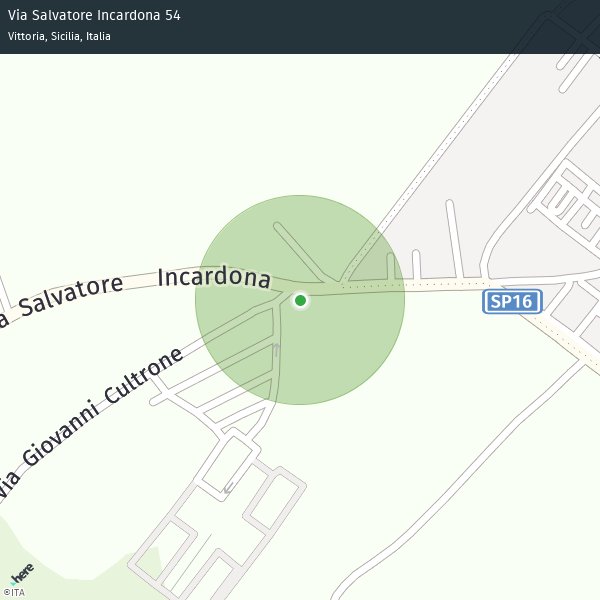 Via Salvatore Incardona 54
Vittoria, Sicilia, Italia
a Salvatore Incardona
SP16
Via Giovanni Cultrone
here
©ITA